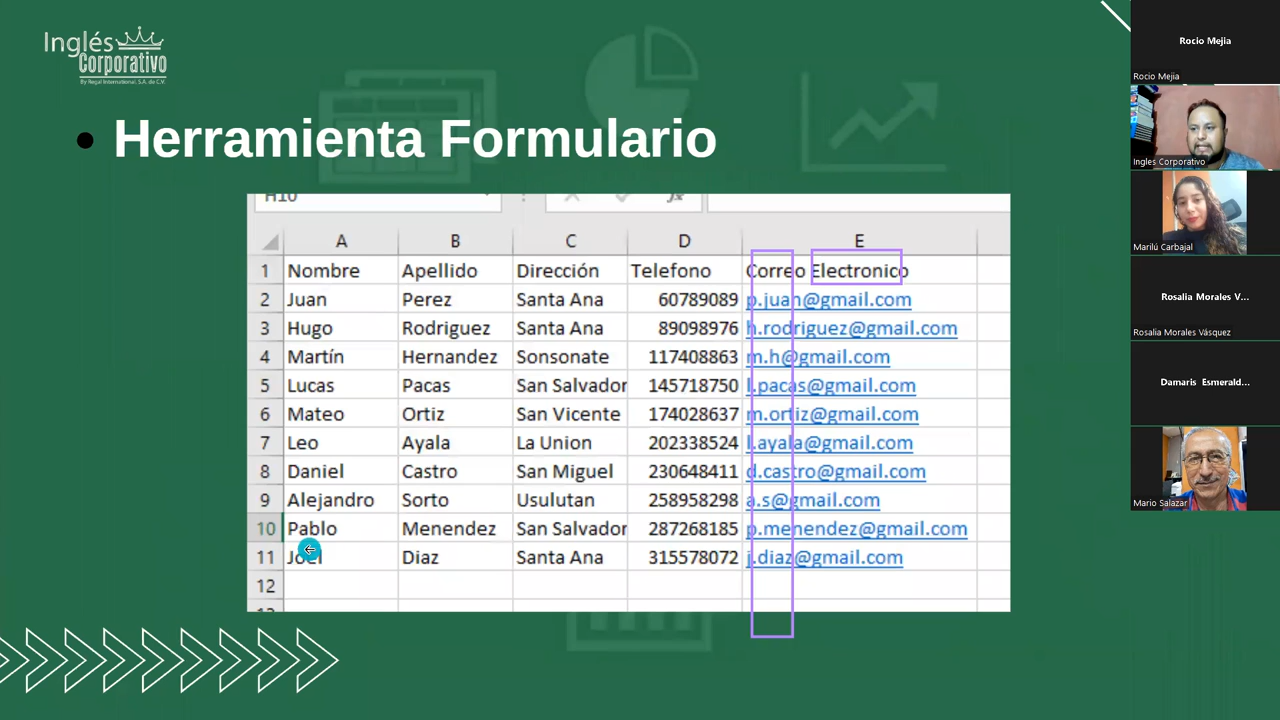 Inglés
Corporativo
By Regal International, S.A. de C.V.
• Herramienta Formulario
H10 fx
A B C D E
1 Nombre Apellido Dirección Telefono Correo Electronico
2 Juan Perez Santa Ana 60789089 p.juan@gmail.com
3 Hugo Rodriguez Santa Ana 89098976 h.rodriguez@gmail.com
4 Martín Hernandez Sonsonate 117408863 m.h@gmail.com
5 Lucas Pacas San Salvador 145718750 l.pacas@gmail.com
6 Mateo Ortiz San Vicente 174028637 m.ortiz@gmail.com
7 Leo Ayala La Union 202338524 l.ayala@gmail.com
8 Daniel Castro San Miguel 230648411 d.castro@gmail.com
9 Alejandro Sorto Usulutan 258958298 a.s@gmail.com
10 Pablo Menendez San Salvador 287268185 p.menendez@gmail.com
11 Joel Diaz Santa Ana 315578072 j.diaz@gmail.com
12
Rocio Mejia
Rocio Mejia
Ingles Corporativo
Marilú Carbajal
Rosalia Morales V...
Rosalia Morales Vásquez
Damaris Esmerald...
Mario Salazar